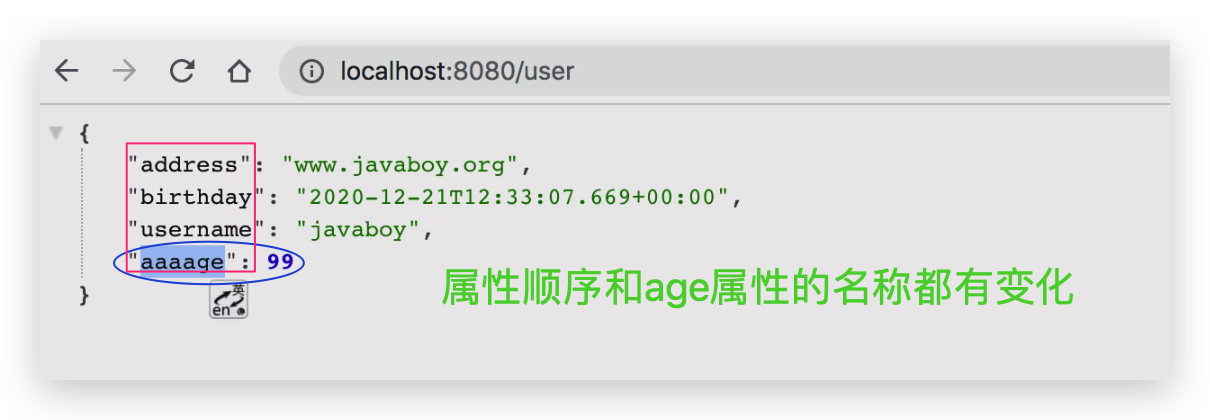 localhost:8080/user
{
"address": "www.javaboy.org",
"birthday": "2020-12-21T12:33:07.669+00:00",
"username": "javaboy",
"aaaage": 99
}
英
en
属性顺序和age属性的名称都有变化